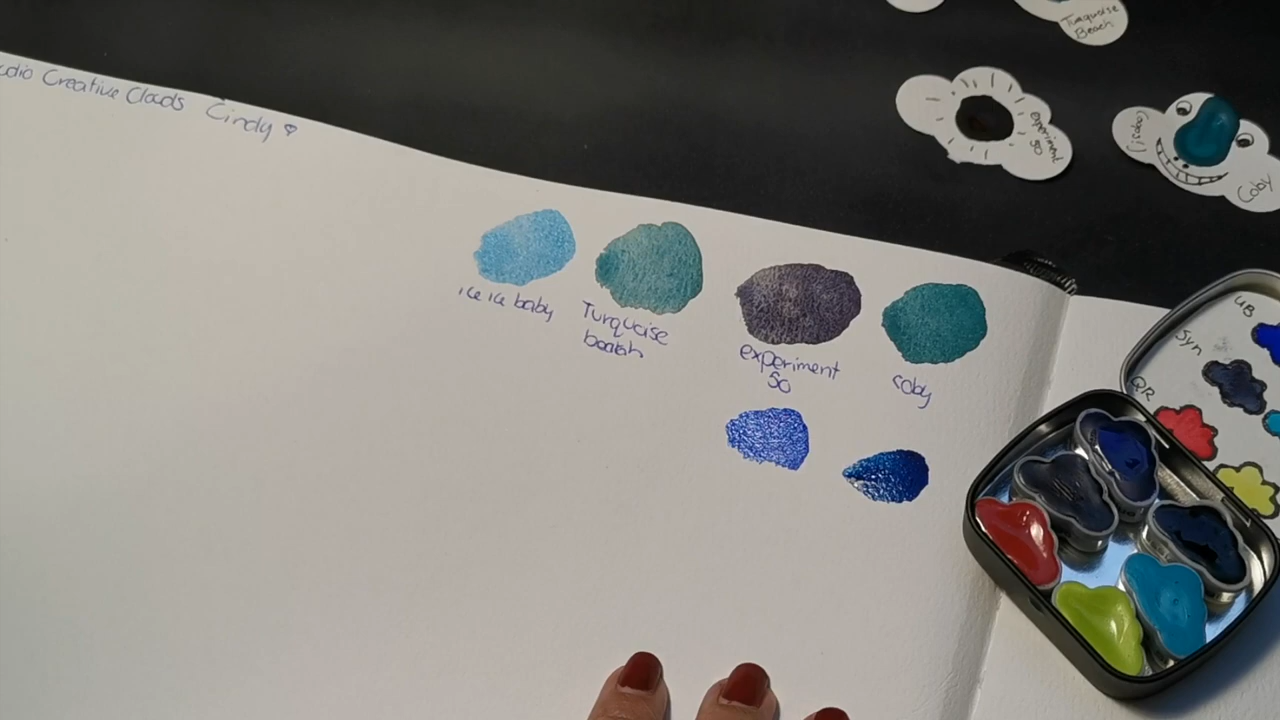 Creative Clouds Cindy
ice ice baby
Turquoise
beach
experiment
50
coby
Turquoise
Beach
experiment
50
Coby
UB
Syn
QR